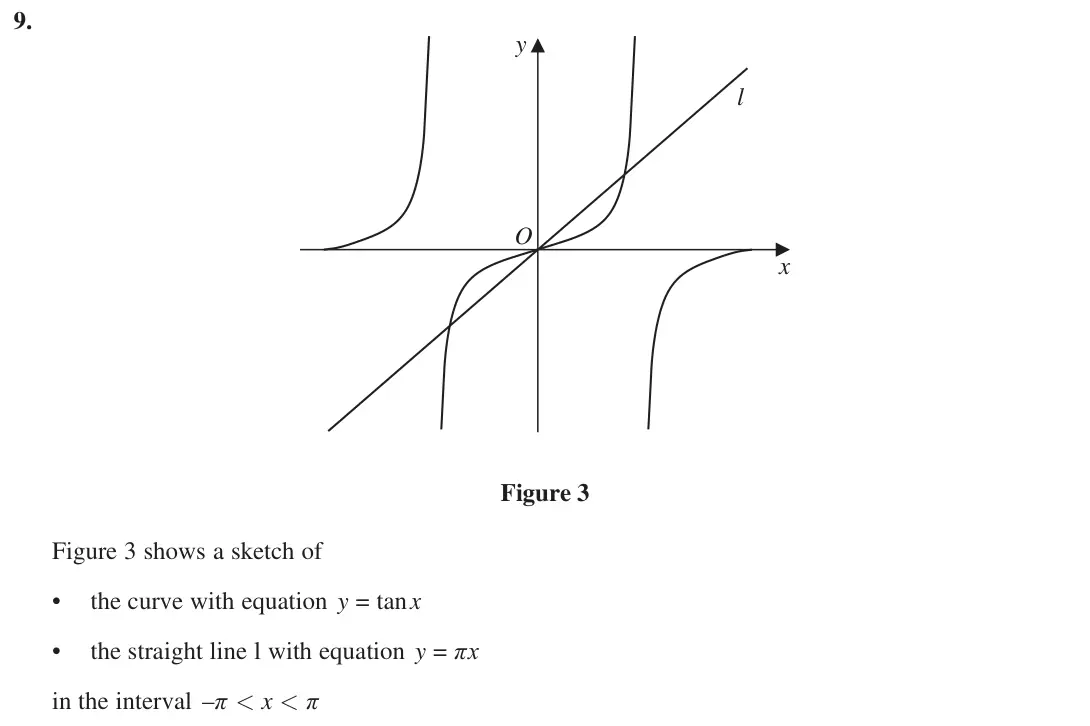 9.
y
l
O
x
Figure 3
Figure 3 shows a sketch of
• the curve with equation y = tan x
• the straight line l with equation y = πx
in the interval –π < x < π